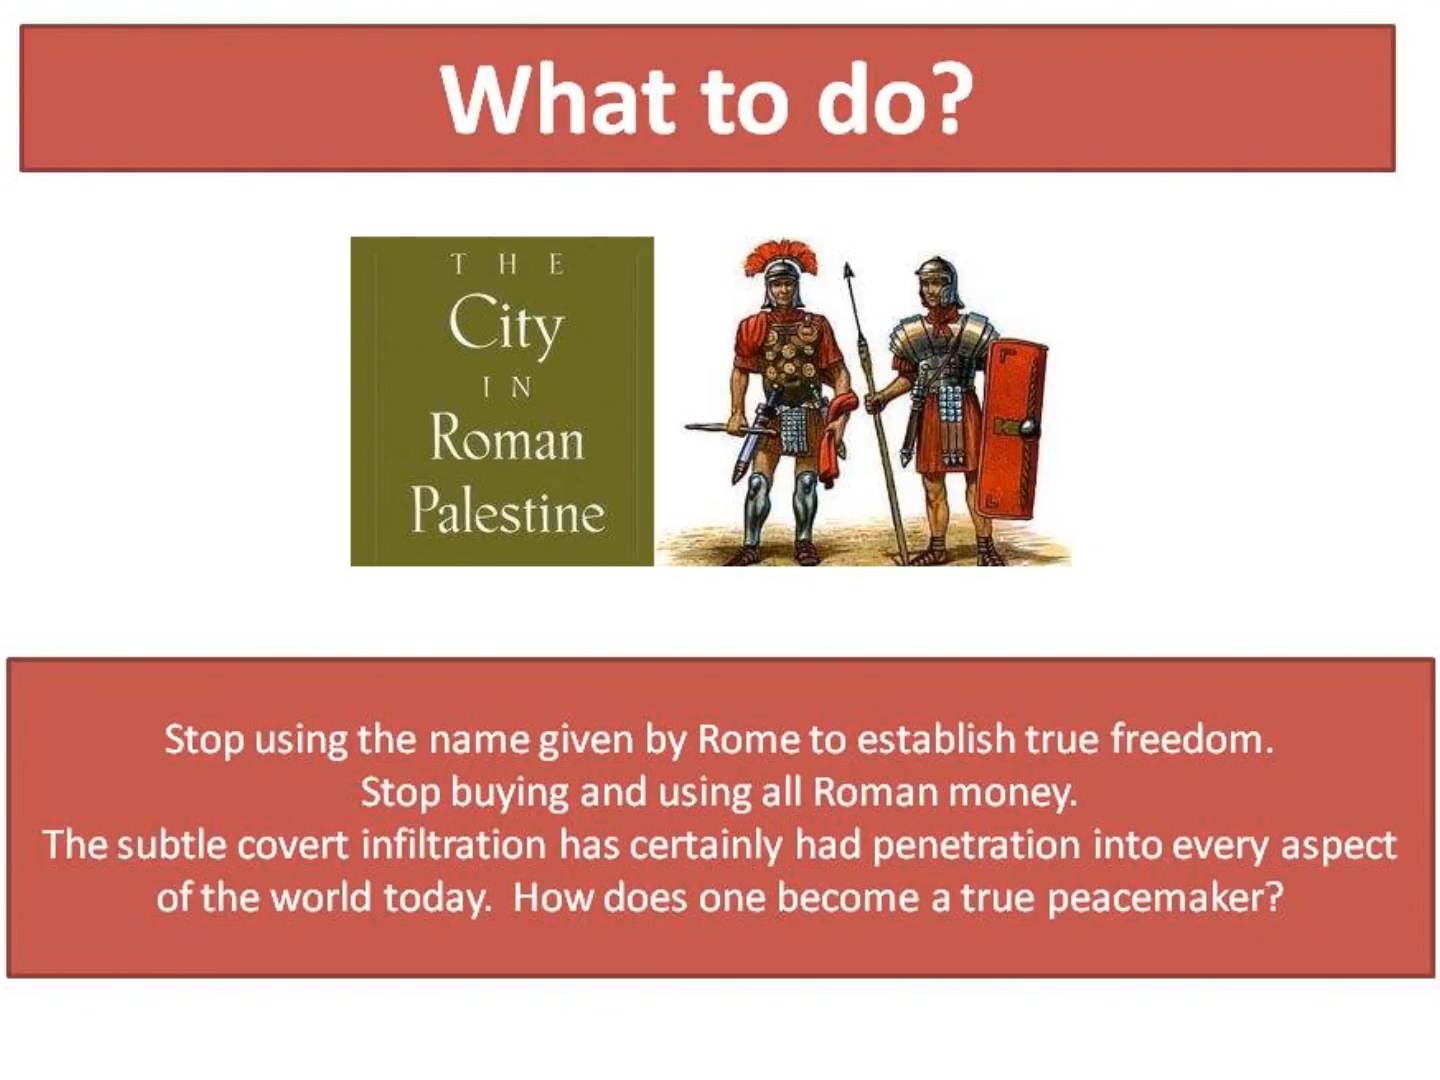 What to do?
THE
City
IN
Roman
Palestine
Stop using the name given by Rome to establish true freedom.
Stop buying and using all Roman money.
The subtle covert infiltration has certainly had penetration into every aspect
of the world today.  How does one become a true peacemaker?